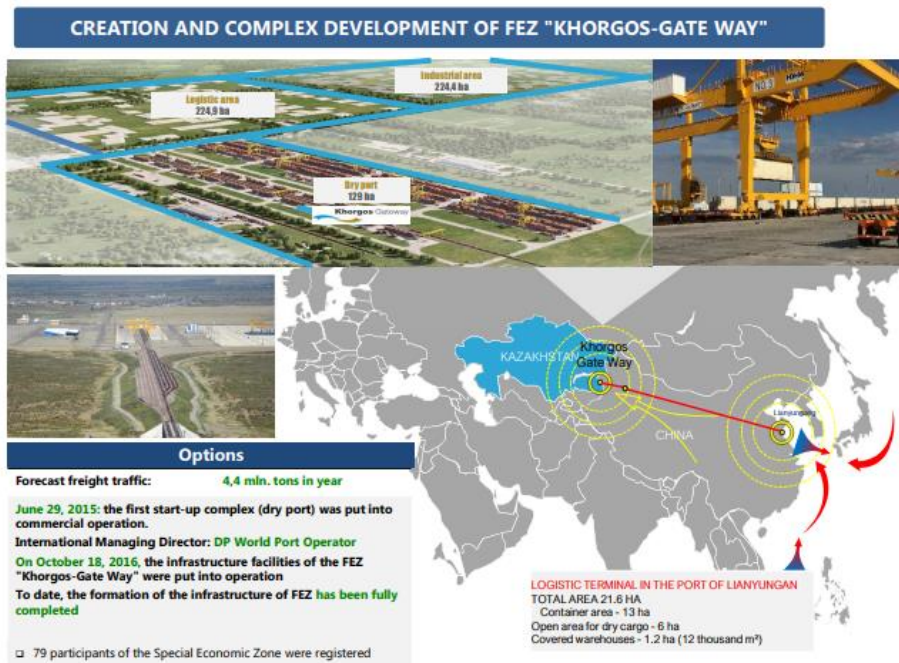 CREATION AND COMPLEX DEVELOPMENT OF FEZ "KHORGOS-GATE WAY"
Industrial area
224,4 ha
Logistic area
224,9 ha
Dry port
129 ha
Khorgos Gateway
NO.3
KAZAKHSTAN
Khorgos
Gate Way
Lianyungang
CHINA
Options
Forecast freight traffic: 4,4 mln. tons in year
June 29, 2015: the first start-up complex (dry port) was put into
commercial operation.
International Managing Director: DP World Port Operator
On October 18, 2016, the infrastructure facilities of the FEZ
"Khorgos-Gate Way" were put into operation
To date, the formation of the infrastructure of FEZ has been fully
completed
79 participants of the Special Economic Zone were registered
LOGISTIC TERMINAL IN THE PORT OF LIANYUNGAN
TOTAL AREA 21.6 HA
Container area - 13 ha
Open area for dry cargo - 6 ha
Covered warehouses - 1.2 ha (12 thousand m²)